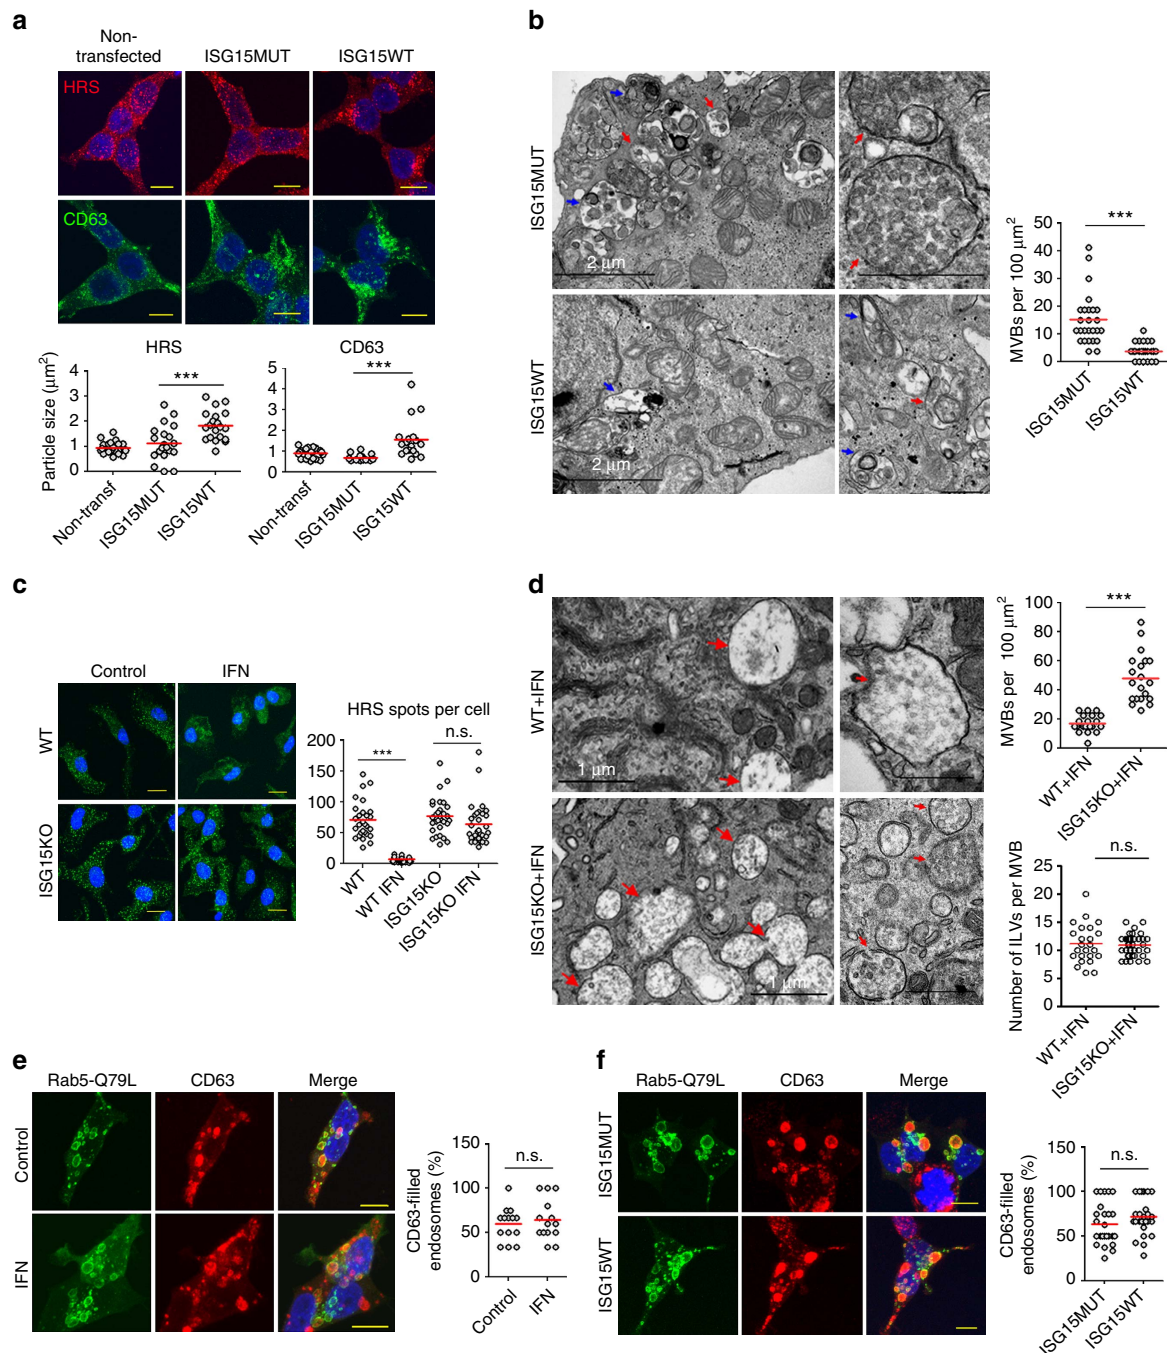 a
Non-
transfected
ISG15MUT
ISG15WT
HRS
CD63
HRS
CD63
Particle size (μm²)
4
3
2
1
0
5
4
3
2
1
0
***
***
Non-transf
ISG15MUT
ISG15WT
Non-transf
ISG15MUT
ISG15WT
b
ISG15MUT
ISG15WT
2 μm
2 μm
MVBs per 100 μm²
50
40
30
20
10
0
***
ISG15MUT
ISG15WT
c
Control
IFN
WT
ISG15KO
HRS spots per cell
200
150
100
50
0
***
n.s.
WT
WT IFN
ISG15KO
ISG15KO IFN
d
WT+IFN
ISG15KO+IFN
1 μm
1 μm
MVBs per 100 μm²
100
80
60
40
20
0
***
WT+IFN
ISG15KO+IFN
Number of ILVs per MVB
25
20
15
10
5
0
n.s.
WT+IFN
ISG15KO+IFN
e
Rab5-Q79L
CD63
Merge
Control
IFN
CD63-filled
endosomes (%)
150
100
50
0
n.s.
Control
IFN
f
Rab5-Q79L
CD63
Merge
ISG15MUT
ISG15WT
CD63-filled
endosomes (%)
150
100
50
0
n.s.
ISG15MUT
ISG15WT